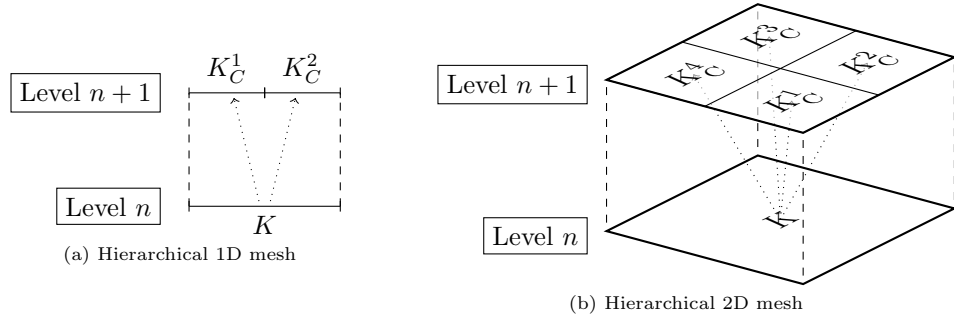 K_C^1 K_C^2
Level n + 1
Level n
K
(a) Hierarchical 1D mesh
K_C^3
K_C^4 K_C^2
Level n + 1
K_C^1
K
Level n
(b) Hierarchical 2D mesh